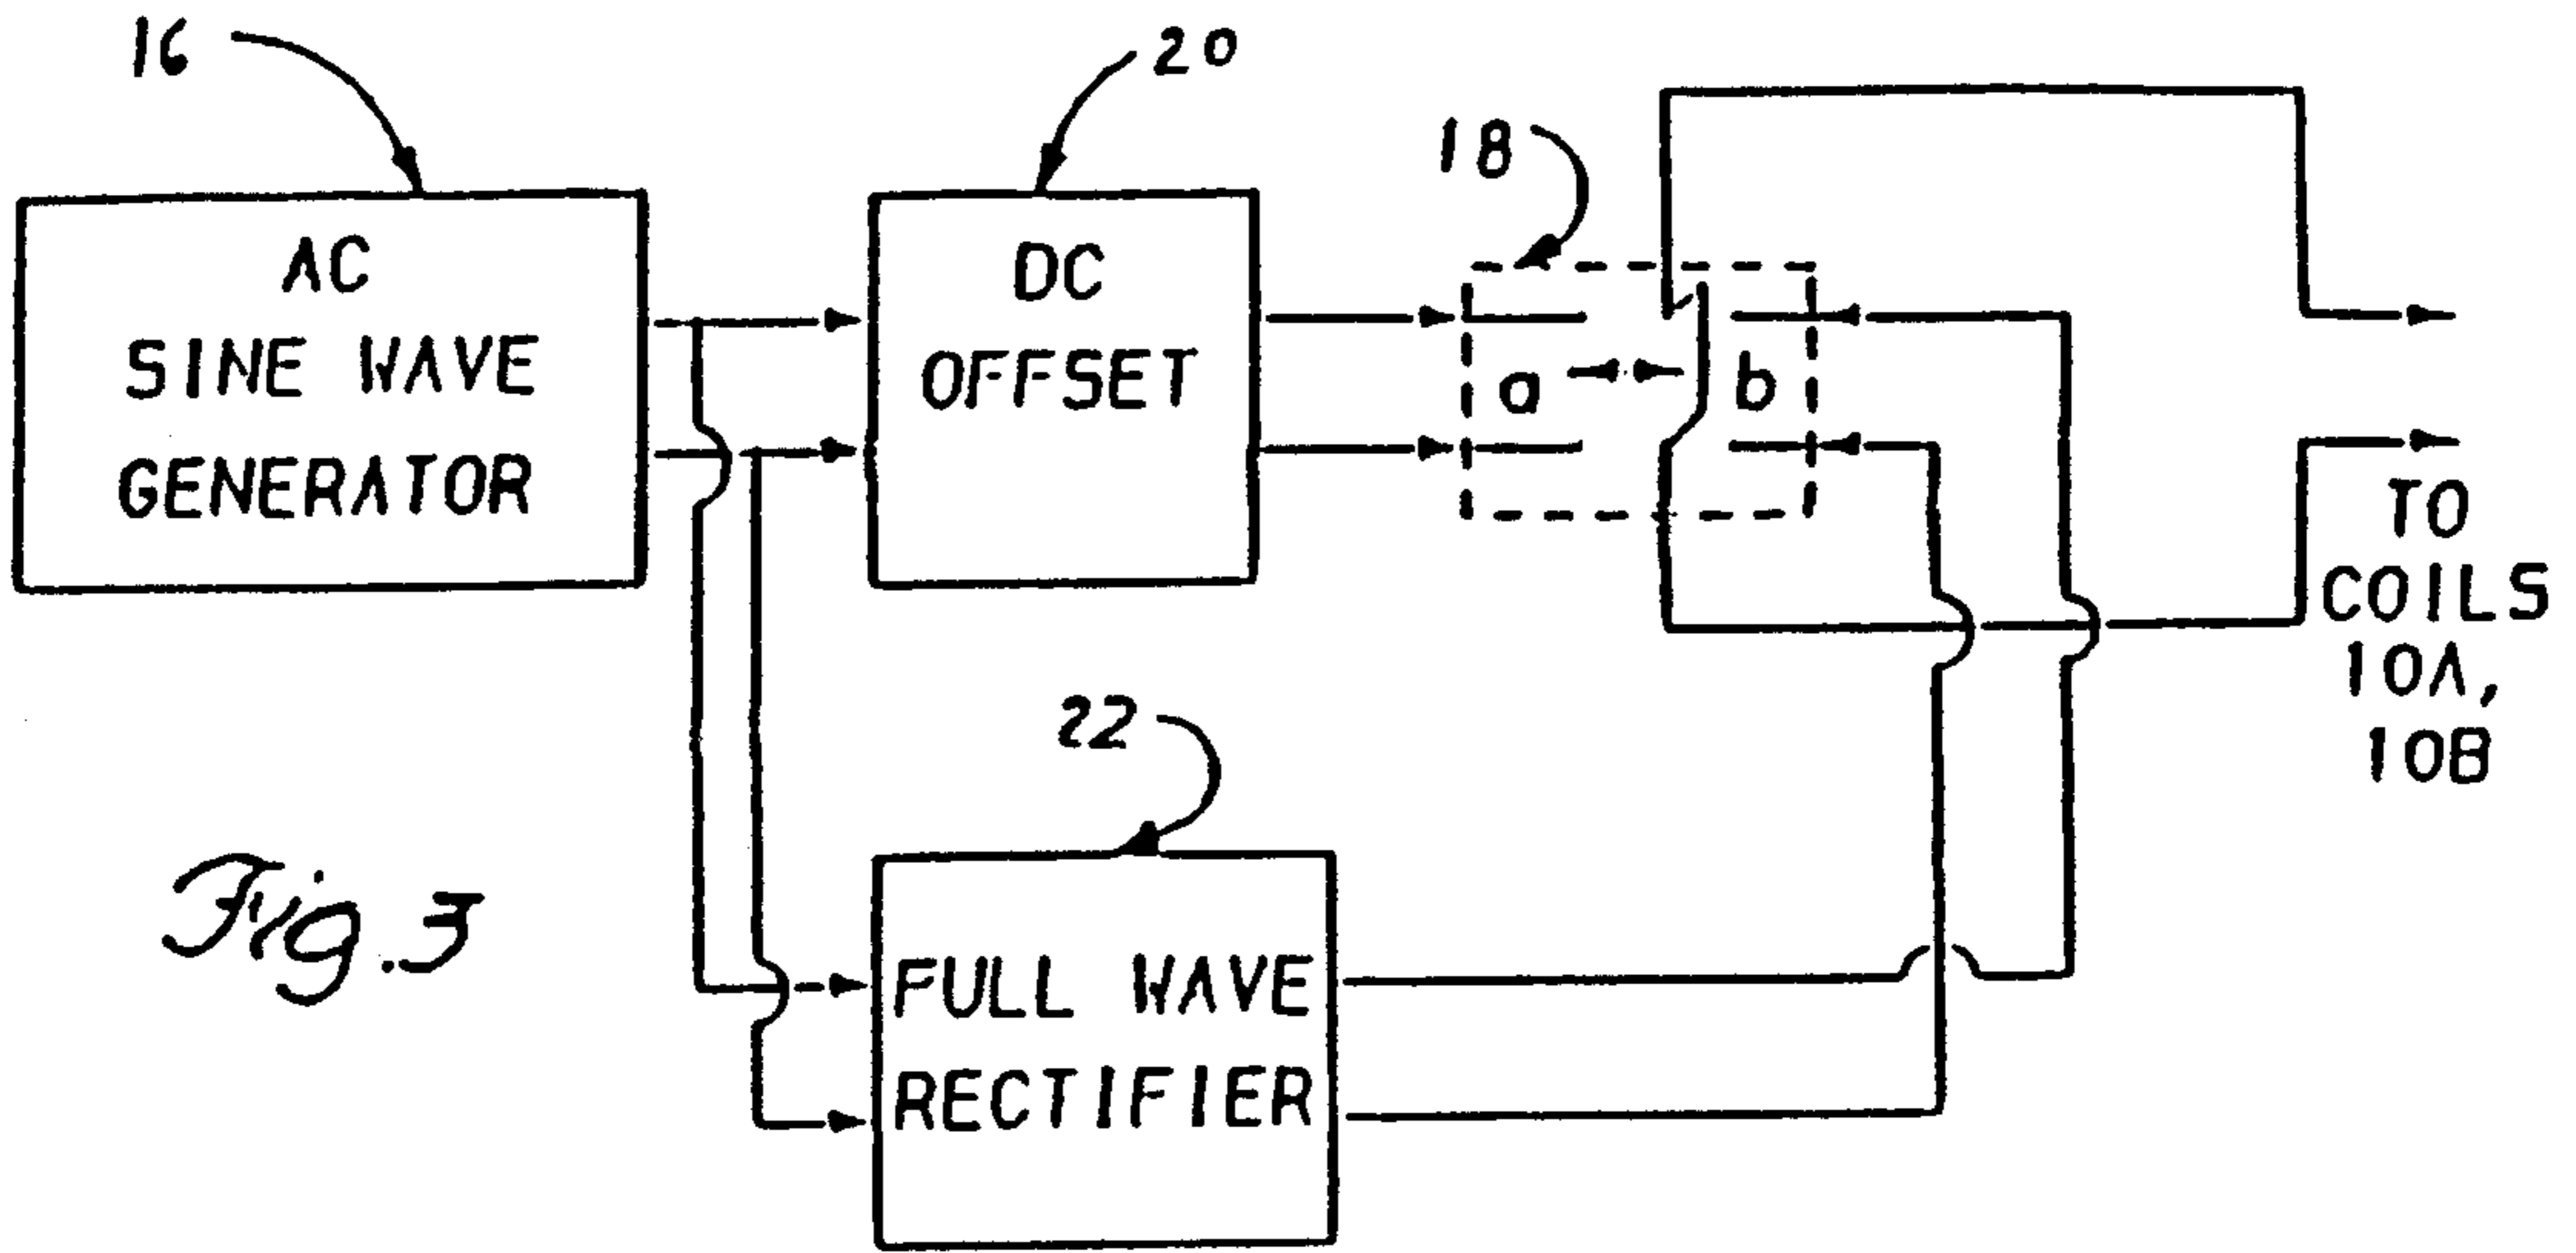 16
20
18
AC
SINE WAVE
GENERATOR
DC
OFFSET
a
b
TO
COILS
10A,
10B
22
FULL WAVE
RECTIFIER
Fig. 3